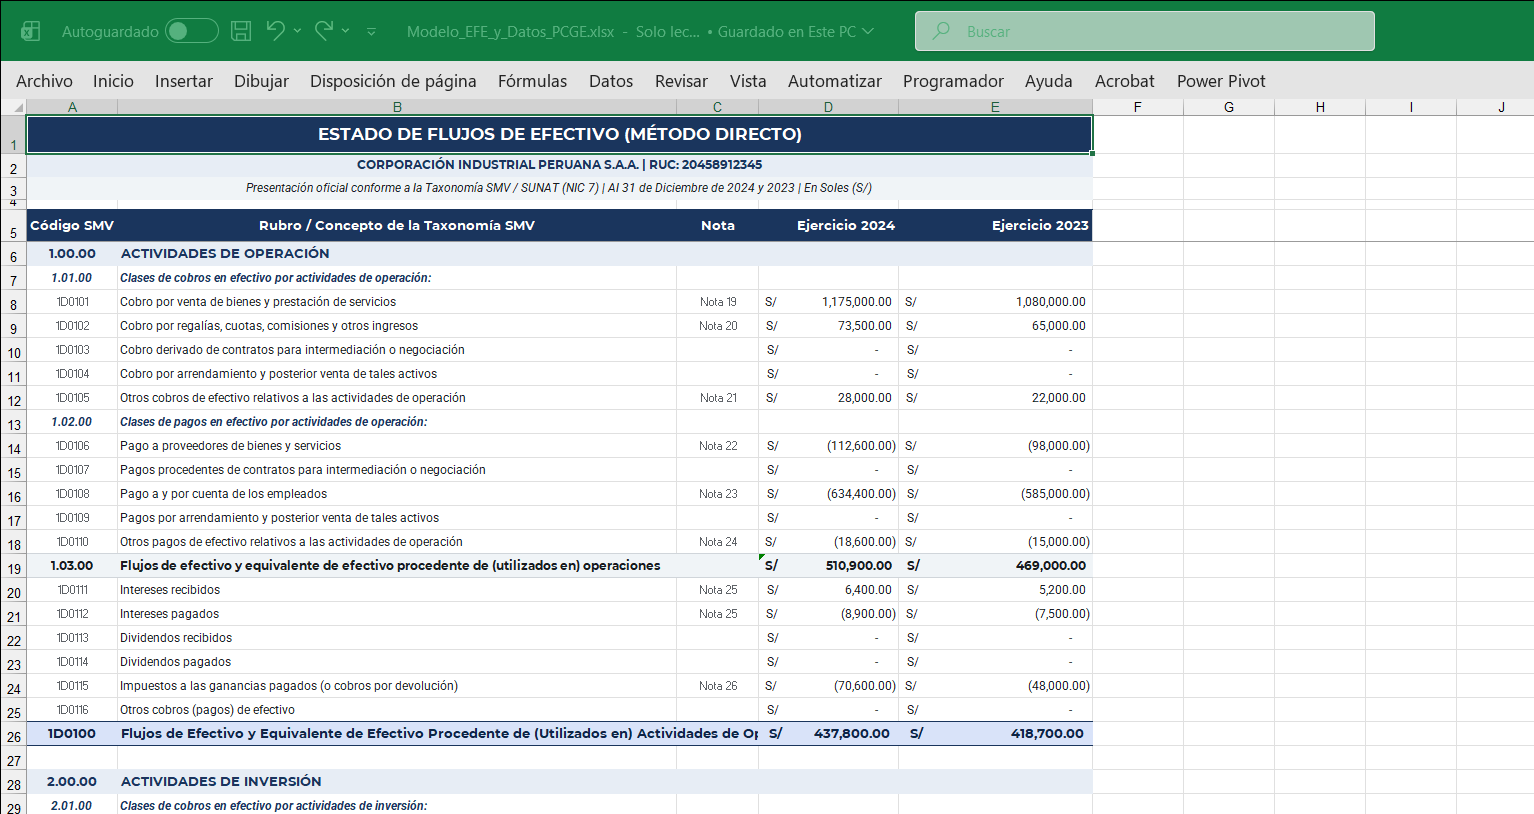 Autoguardado Modelo_EFE_y_Datos_PCGE.xlsx - Solo lec... • Guardado en Este PC Buscar
Archivo Inicio Insertar Dibujar Disposición de página Fórmulas Datos Revisar Vista Automatizar Programador Ayuda Acrobat Power Pivot
A B C D E F G H I J
1 ESTADO DE FLUJOS DE EFECTIVO (MÉTODO DIRECTO)
2 CORPORACIÓN INDUSTRIAL PERUANA S.A.A. | RUC: 20458912345
3 Presentación oficial conforme a la Taxonomía SMV / SUNAT (NIC 7) | Al 31 de Diciembre de 2024 y 2023 | En Soles (S/)
4
5 Código SMV Rubro / Concepto de la Taxonomía SMV Nota Ejercicio 2024 Ejercicio 2023
6 1.00.00 ACTIVIDADES DE OPERACIÓN
7 1.01.00 Clases de cobros en efectivo por actividades de operación:
8 1D0101 Cobro por venta de bienes y prestación de servicios Nota 19 S/ 1,175,000.00 S/ 1,080,000.00
9 1D0102 Cobro por regalías, cuotas, comisiones y otros ingresos Nota 20 S/ 73,500.00 S/ 65,000.00
10 1D0103 Cobro derivado de contratos para intermediación o negociación S/ - S/ -
11 1D0104 Cobro por arrendamiento y posterior venta de tales activos S/ - S/ -
12 1D0105 Otros cobros de efectivo relativos a las actividades de operación Nota 21 S/ 28,000.00 S/ 22,000.00
13 1.02.00 Clases de pagos en efectivo por actividades de operación:
14 1D0106 Pago a proveedores de bienes y servicios Nota 22 S/ (112,600.00) S/ (98,000.00)
15 1D0107 Pagos procedentes de contratos para intermediación o negociación S/ - S/ -
16 1D0108 Pago a y por cuenta de los empleados Nota 23 S/ (634,400.00) S/ (585,000.00)
17 1D0109 Pagos por arrendamiento y posterior venta de tales activos S/ - S/ -
18 1D0110 Otros pagos de efectivo relativos a las actividades de operación Nota 24 S/ (18,600.00) S/ (15,000.00)
19 1.03.00 Flujos de efectivo y equivalente de efectivo procedente de (utilizados en) operaciones S/ 510,900.00 S/ 469,000.00
20 1D0111 Intereses recibidos Nota 25 S/ 6,400.00 S/ 5,200.00
21 1D0112 Intereses pagados Nota 25 S/ (8,900.00) S/ (7,500.00)
22 1D0113 Dividendos recibidos S/ - S/ -
23 1D0114 Dividendos pagados S/ - S/ -
24 1D0115 Impuestos a las ganancias pagados (o cobros por devolución) Nota 26 S/ (70,600.00) S/ (48,000.00)
25 1D0116 Otros cobros (pagos) de efectivo S/ - S/ -
26 1D0100 Flujos de Efectivo y Equivalente de Efectivo Procedente de (Utilizados en) Actividades de Op S/ 437,800.00 S/ 418,700.00
27
28 2.00.00 ACTIVIDADES DE INVERSIÓN
29 2.01.00 Clases de cobros en efectivo por actividades de inversión: